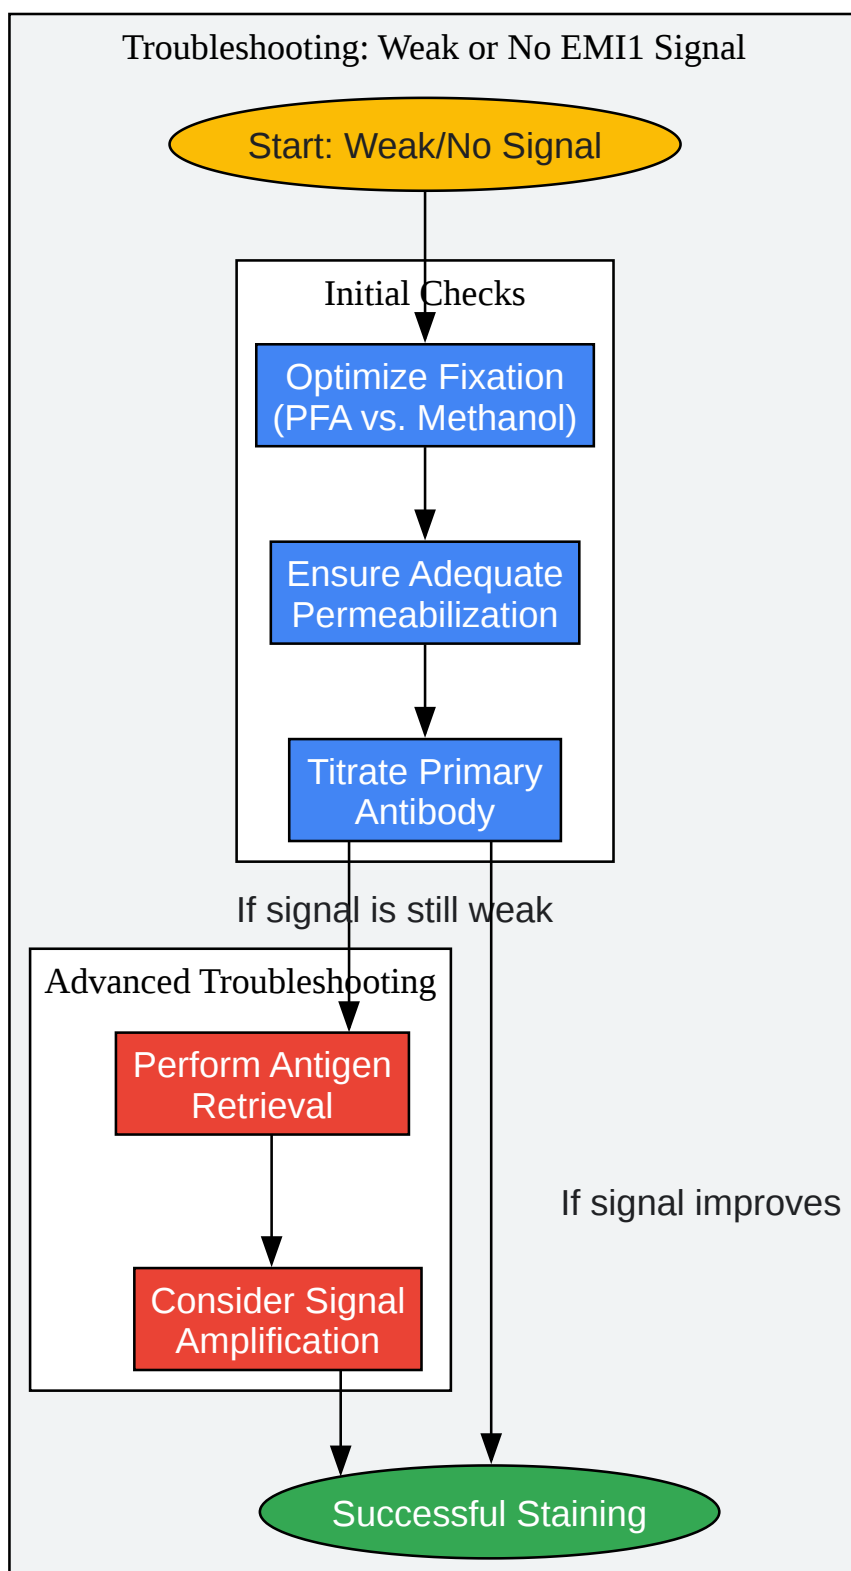 Troubleshooting: Weak or No EMI1 Signal
Start: Weak/No Signal
Initial Checks
Optimize Fixation
(PFA vs. Methanol)
Ensure Adequate
Permeabilization
Titrate Primary
Antibody
If signal is still weak
Advanced Troubleshooting
Perform Antigen
Retrieval
If signal improves
Consider Signal
Amplification
Successful Staining